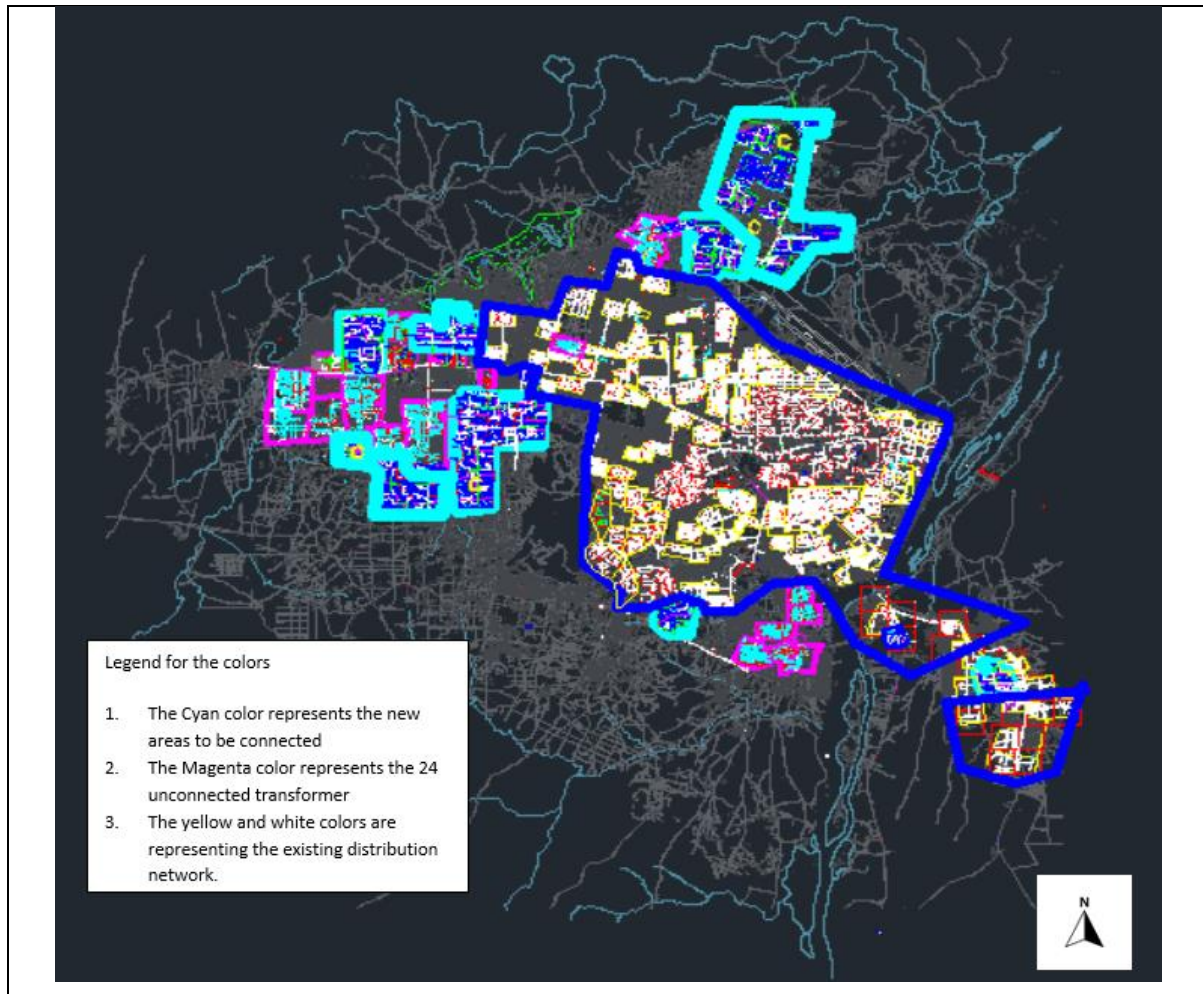 Legend for the colors
1. The Cyan color represents the new
areas to be connected
2. The Magenta color represents the 24
unconnected transformer
3. The yellow and white colors are
representing the existing distribution
network.
N